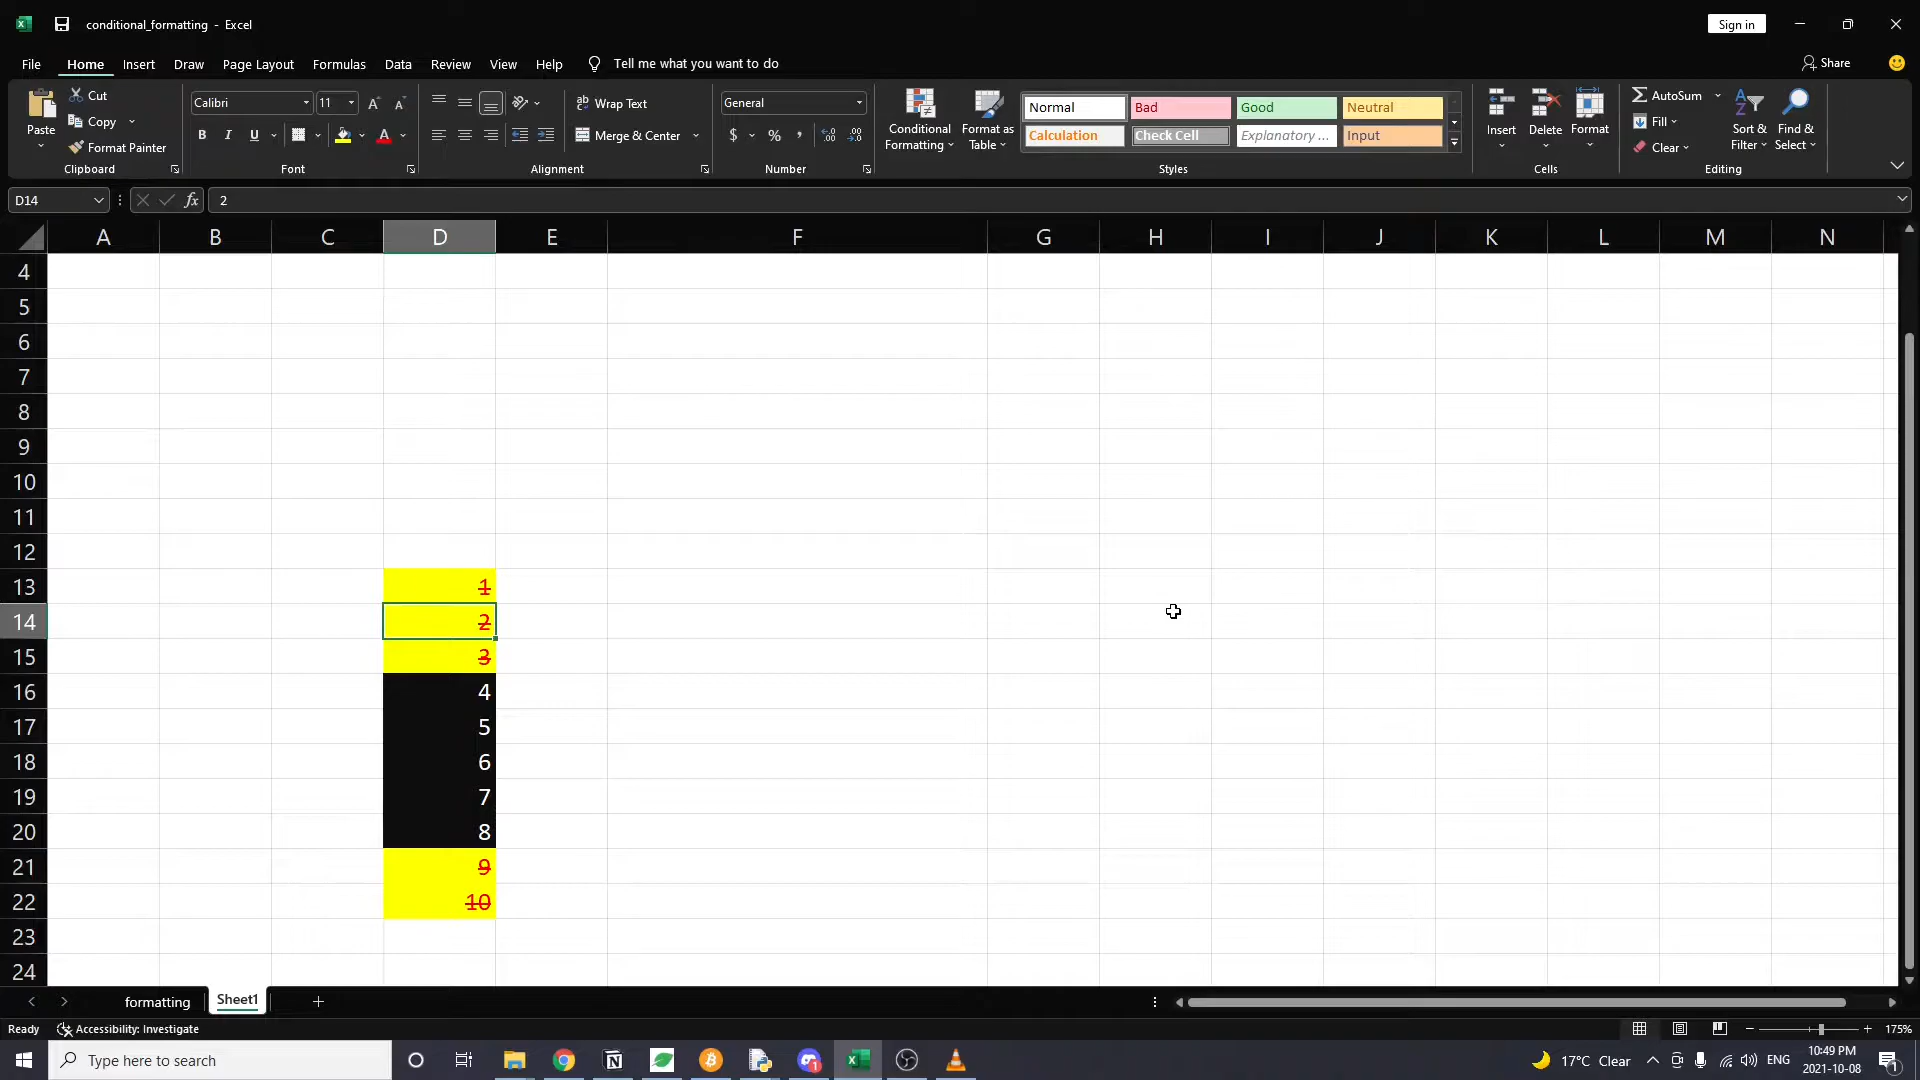 conditional_formatting - Excel
Sign in
File Home Insert Draw Page Layout Formulas Data Review View Help Tell me what you want to do Share
Paste Cut Copy Format Painter
Clipboard
Calibri 11
B I U A
Font
Wrap Text
Merge & Center
Alignment
General
$ % ,
Number
Conditional Formatting
Format as Table
Normal Bad Good Neutral
Calculation Check Cell Explanatory ... Input
Styles
Insert Delete Format
Cells
AutoSum
Fill
Clear
Sort & Filter
Find & Select
Editing
D14 fx 2
A B C D E F G H I J K L M N
4
5
6
7
8
9
10
11
12
13 1
14 2
15 3
16 4
17 5
18 6
19 7
20 8
21 9
22 10
23
24
formatting Sheet1
Ready Accessibility: Investigate 175%
Type here to search
17°C Clear ENG 10:49 PM
2021-10-08